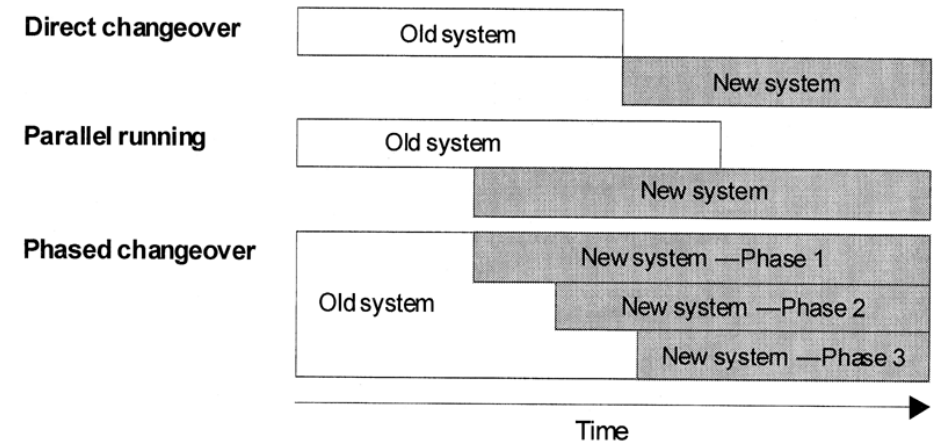 Direct changeover
Old system
New system
Parallel running
Old system
New system
Phased changeover
New system —Phase 1
Old system
New system —Phase 2
New system —Phase 3
Time